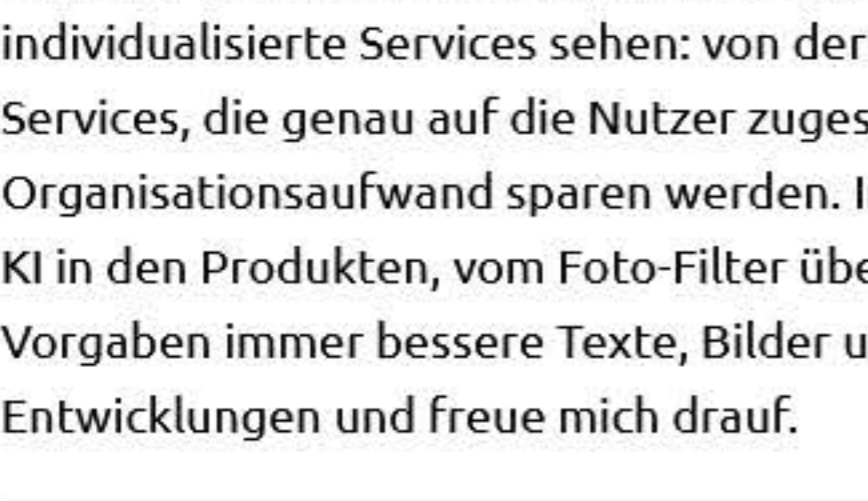 individualisierte Services sehen: von der
Services, die genau auf die Nutzer zuges
Organisationsaufwand sparen werden. I
KI in den Produkten, vom Foto-Filter übe
Vorgaben immer bessere Texte, Bilder u
Entwicklungen und freue mich drauf.